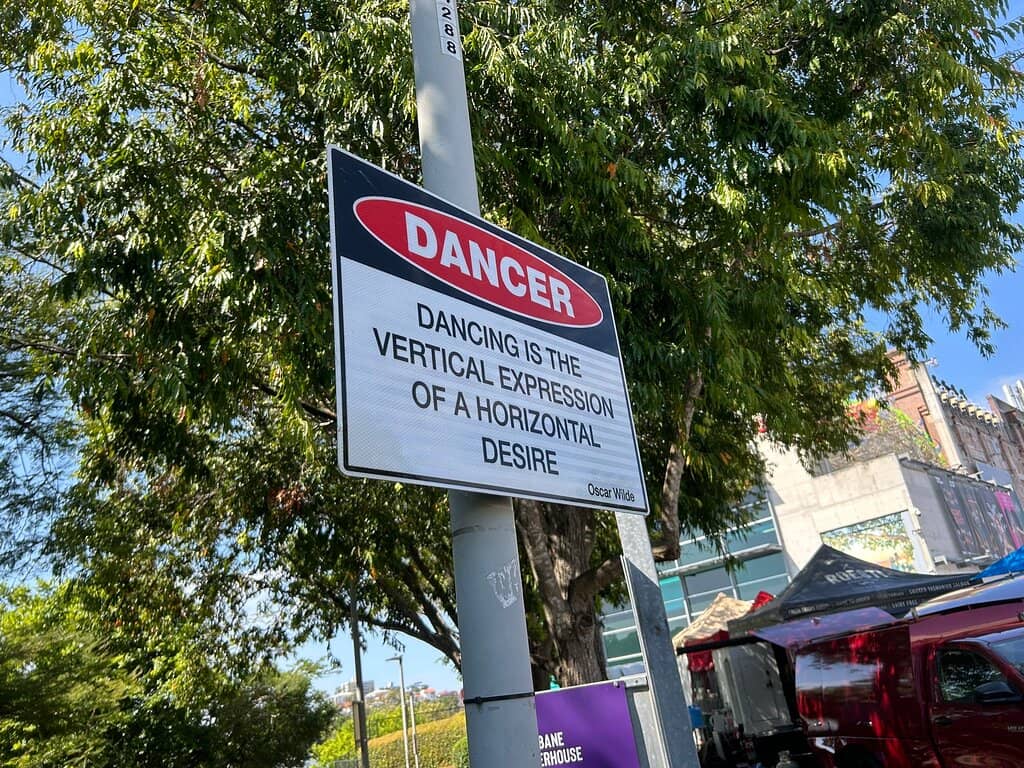 288
DANCER
DANCING IS THE
VERTICAL EXPRESSION
OF A HORIZONTAL
DESIRE
Oscar Wilde
BANE
ERHOUSE